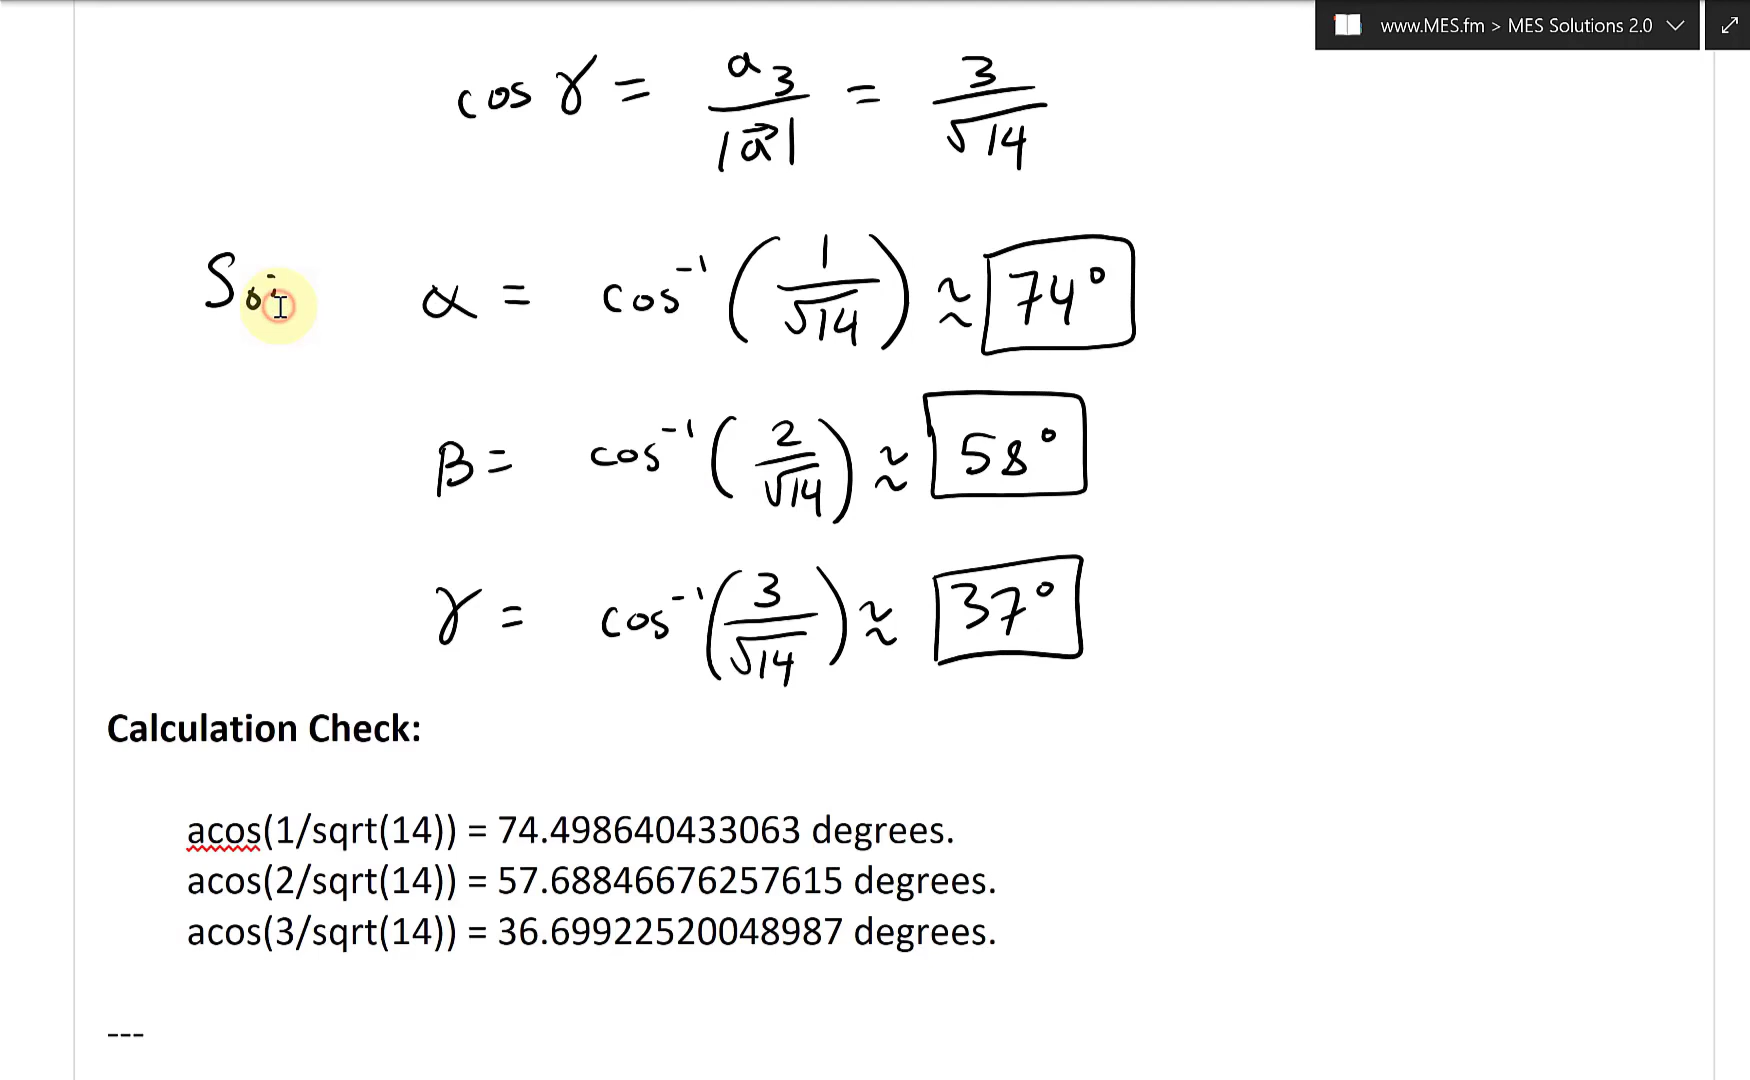 www.MES.fm > MES Solutions 2.0
cos γ = a₃/|a⃗| = 3/√14
So: α = cos⁻¹(1/√14) ≈ 74°
β = cos⁻¹(2/√14) ≈ 58°
γ = cos⁻¹(3/√14) ≈ 37°
Calculation Check:
acos(1/sqrt(14)) = 74.498640433063 degrees.
acos(2/sqrt(14)) = 57.68846676257615 degrees.
acos(3/sqrt(14)) = 36.69922520048987 degrees.
---